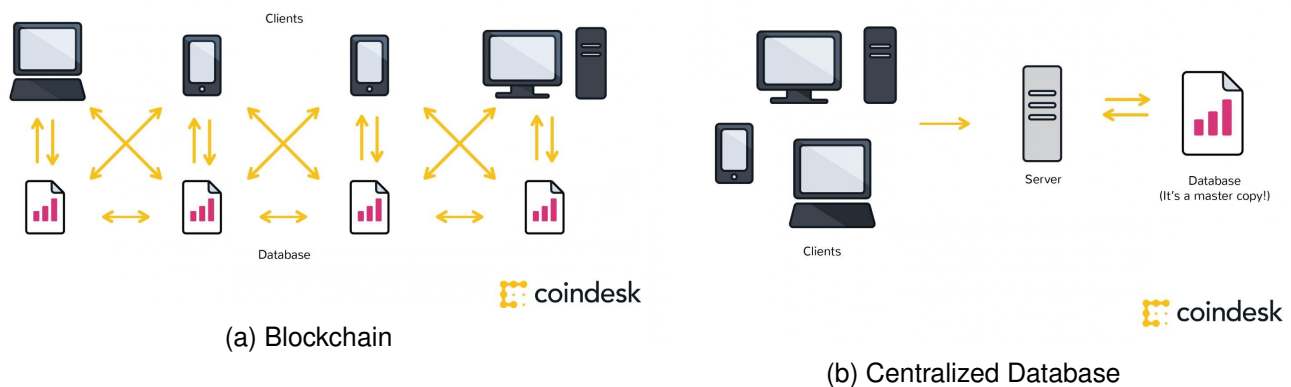 Clients
Database
coindesk
(a) Blockchain
Server
Database
(It's a master copy!)
Clients
coindesk
(b) Centralized Database